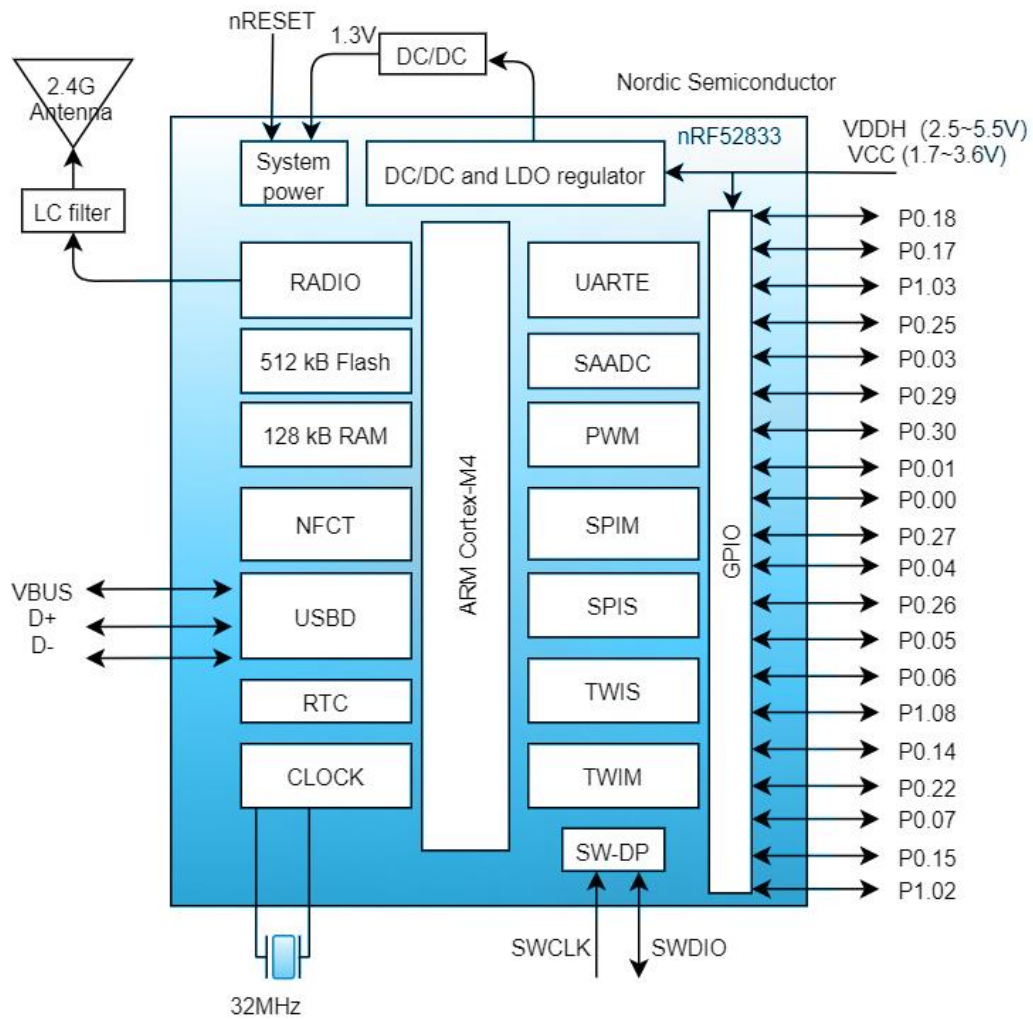 nRESET
1.3V
DC/DC
2.4G
Antenna
Nordic Semiconductor
nRF52833
VDDH (2.5~5.5V)
VCC (1.7~3.6V)
System
power
DC/DC and LDO regulator
LC filter
RADIO
512 kB Flash
128 kB RAM
NFCT
USBD
RTC
CLOCK
VBUS
D+
D-
ARM Cortex-M4
UARTE
SAADC
PWM
SPIM
SPIS
TWIS
TWIM
SW-DP
GPIO
P0.18
P0.17
P1.03
P0.25
P0.03
P0.29
P0.30
P0.01
P0.00
P0.27
P0.04
P0.26
P0.05
P0.06
P1.08
P0.14
P0.22
P0.07
P0.15
P1.02
SWCLK
SWDIO
32MHz